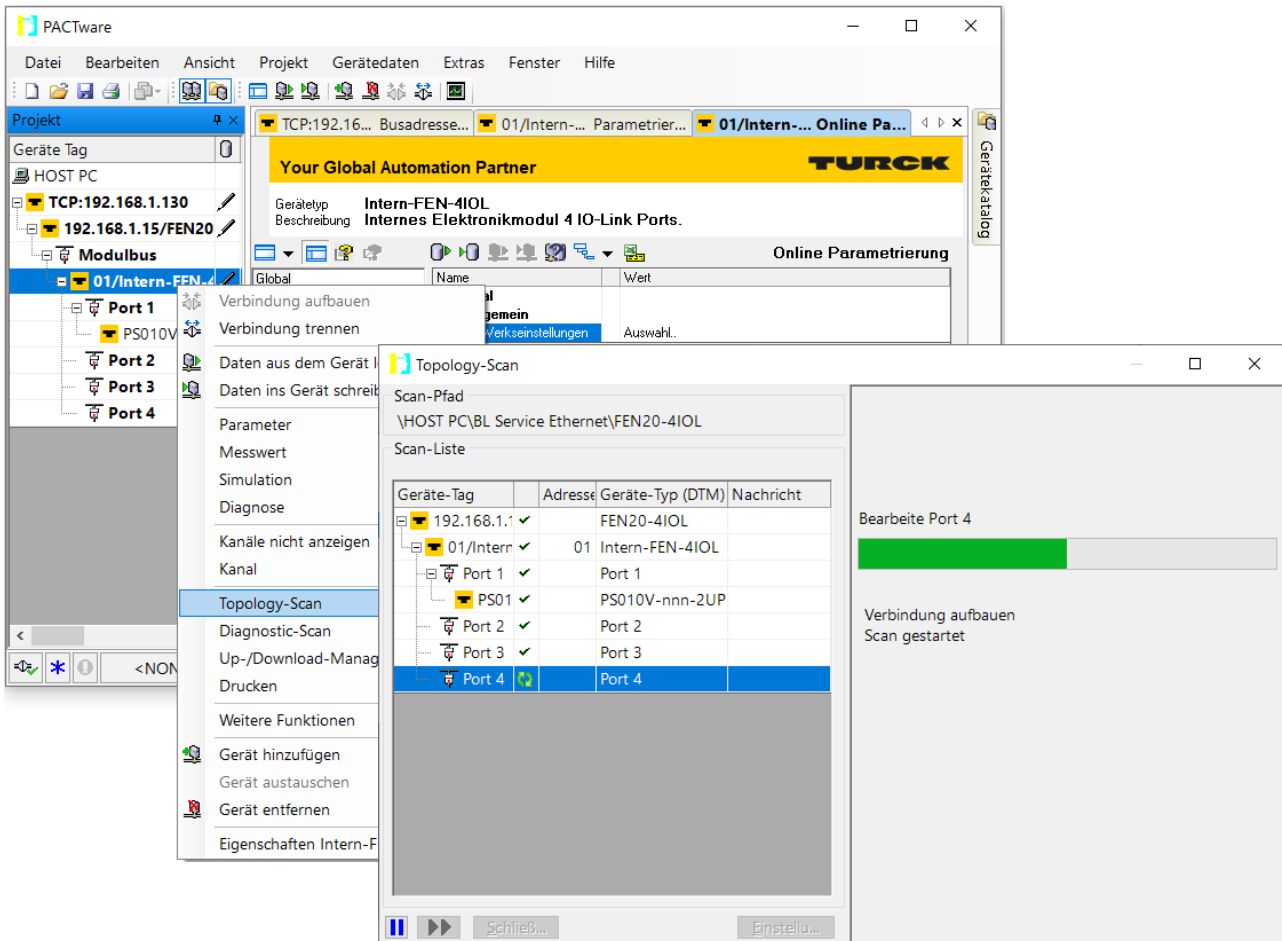 PACTware
Datei Bearbeiten Ansicht Projekt Gerätedaten Extras Fenster Hilfe
Projekt
Geräte Tag
HOST PC
TCP:192.168.1.130
192.168.1.15/FEN20
Modulbus
01/Intern-FEN-4
Port 1
PS010V
Port 2
Port 3
Port 4
<NON
TCP:192.16... Busadresse... 01/Intern-... Parametrier... 01/Intern-... Online Pa...
Gerätekatalog
Your Global Automation Partner
TURCK
Gerätetyp Intern-FEN-4IOL
Beschreibung Internes Elektronikmodul 4 IO-Link Ports.
Online Parametrierung
Global Name Wert
gemein
Verkseinstellungen Auswahl..
Verbindung aufbauen
Verbindung trennen
Daten aus dem Gerät l
Daten ins Gerät schreib
Parameter
Messwert
Simulation
Diagnose
Kanäle nicht anzeigen
Kanal
Topology-Scan
Diagnostic-Scan
Up-/Download-Manag
Drucken
Weitere Funktionen
Gerät hinzufügen
Gerät austauschen
Gerät entfernen
Eigenschaften Intern-F
Topology-Scan
Scan-Pfad
\HOST PC\BL Service Ethernet\FEN20-4IOL
Scan-Liste
Geräte-Tag Adresse Geräte-Typ (DTM) Nachricht
192.168.1.1 FEN20-4IOL
01/Intern 01 Intern-FEN-4IOL
Port 1 Port 1
PS01 PS010V-nnn-2UP
Port 2 Port 2
Port 3 Port 3
Port 4 Port 4
Schließ... Einstellu...
Bearbeite Port 4
Verbindung aufbauen
Scan gestartet